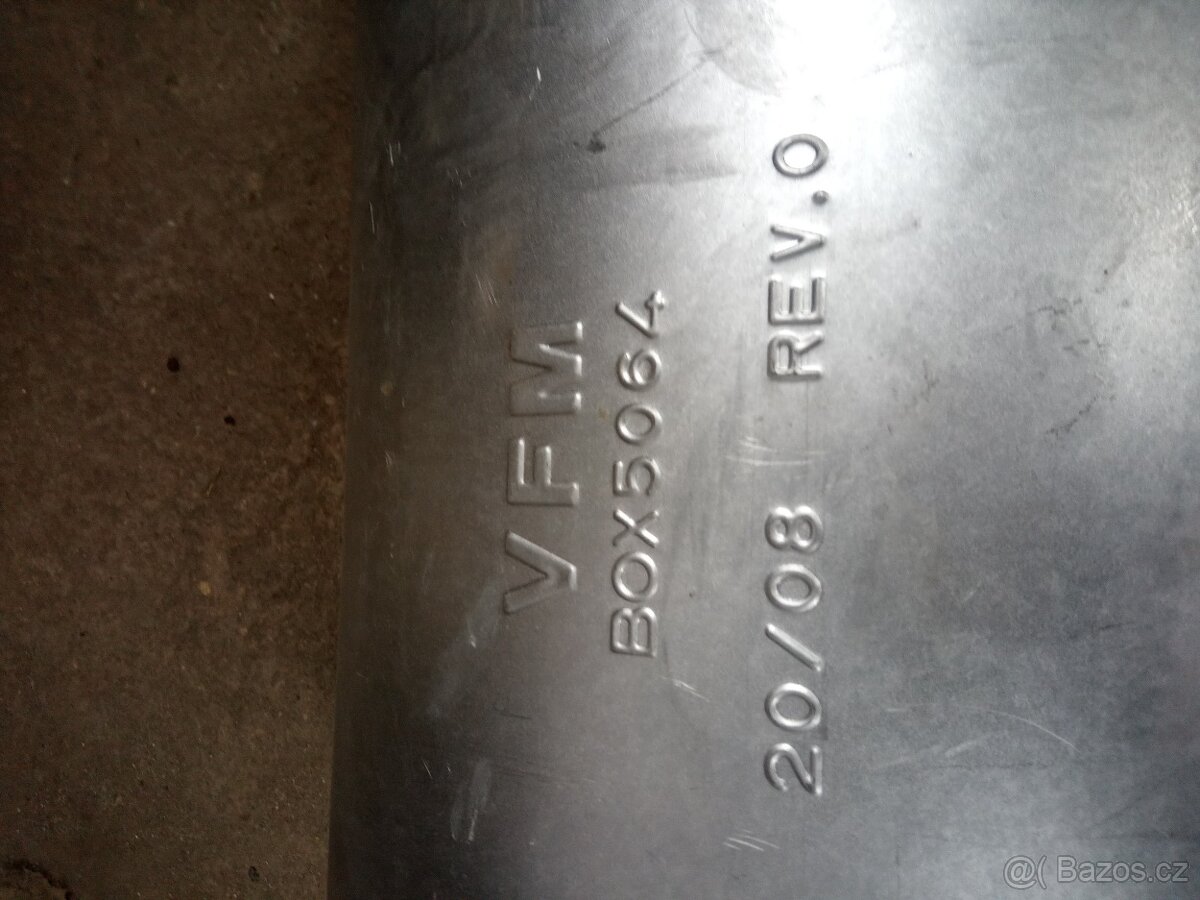 VFM
BOX5064
20/08 REV.0
@( Bazos.cz